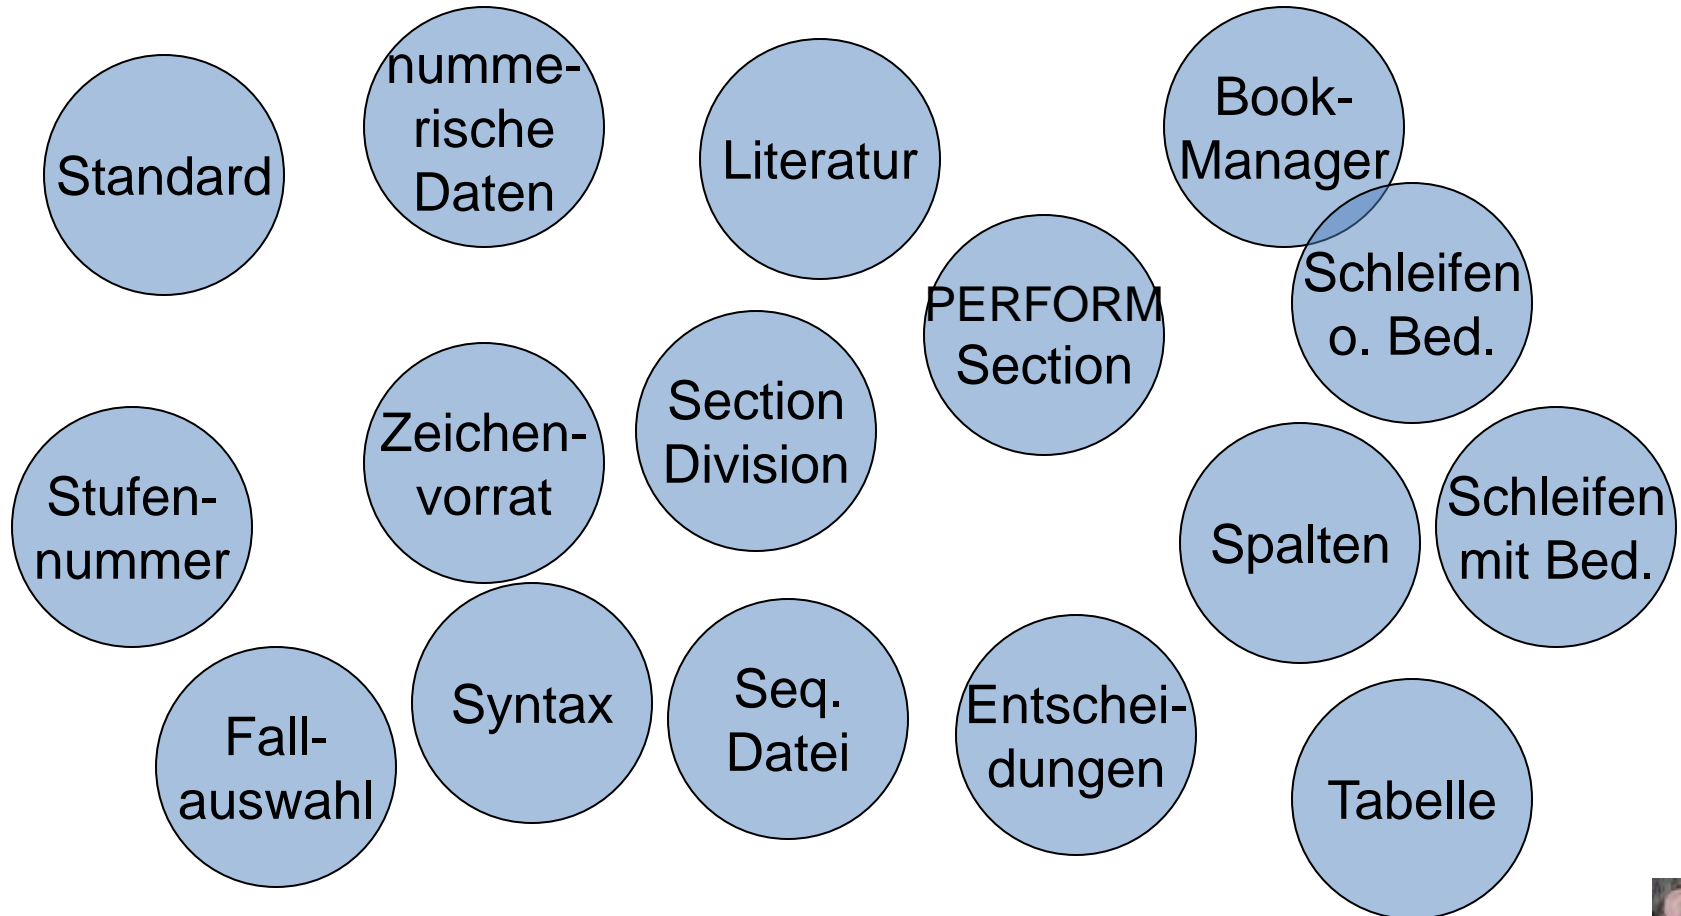 Standard
numme-
rische
Daten
Literatur
Book-
Manager
PERFORM
Section
Schleifen
o. Bed.
Stufen-
nummer
Zeichen-
vorrat
Section
Division
Spalten
Schleifen
mit Bed.
Fall-
auswahl
Syntax
Seq.
Datei
Entschei-
dungen
Tabelle